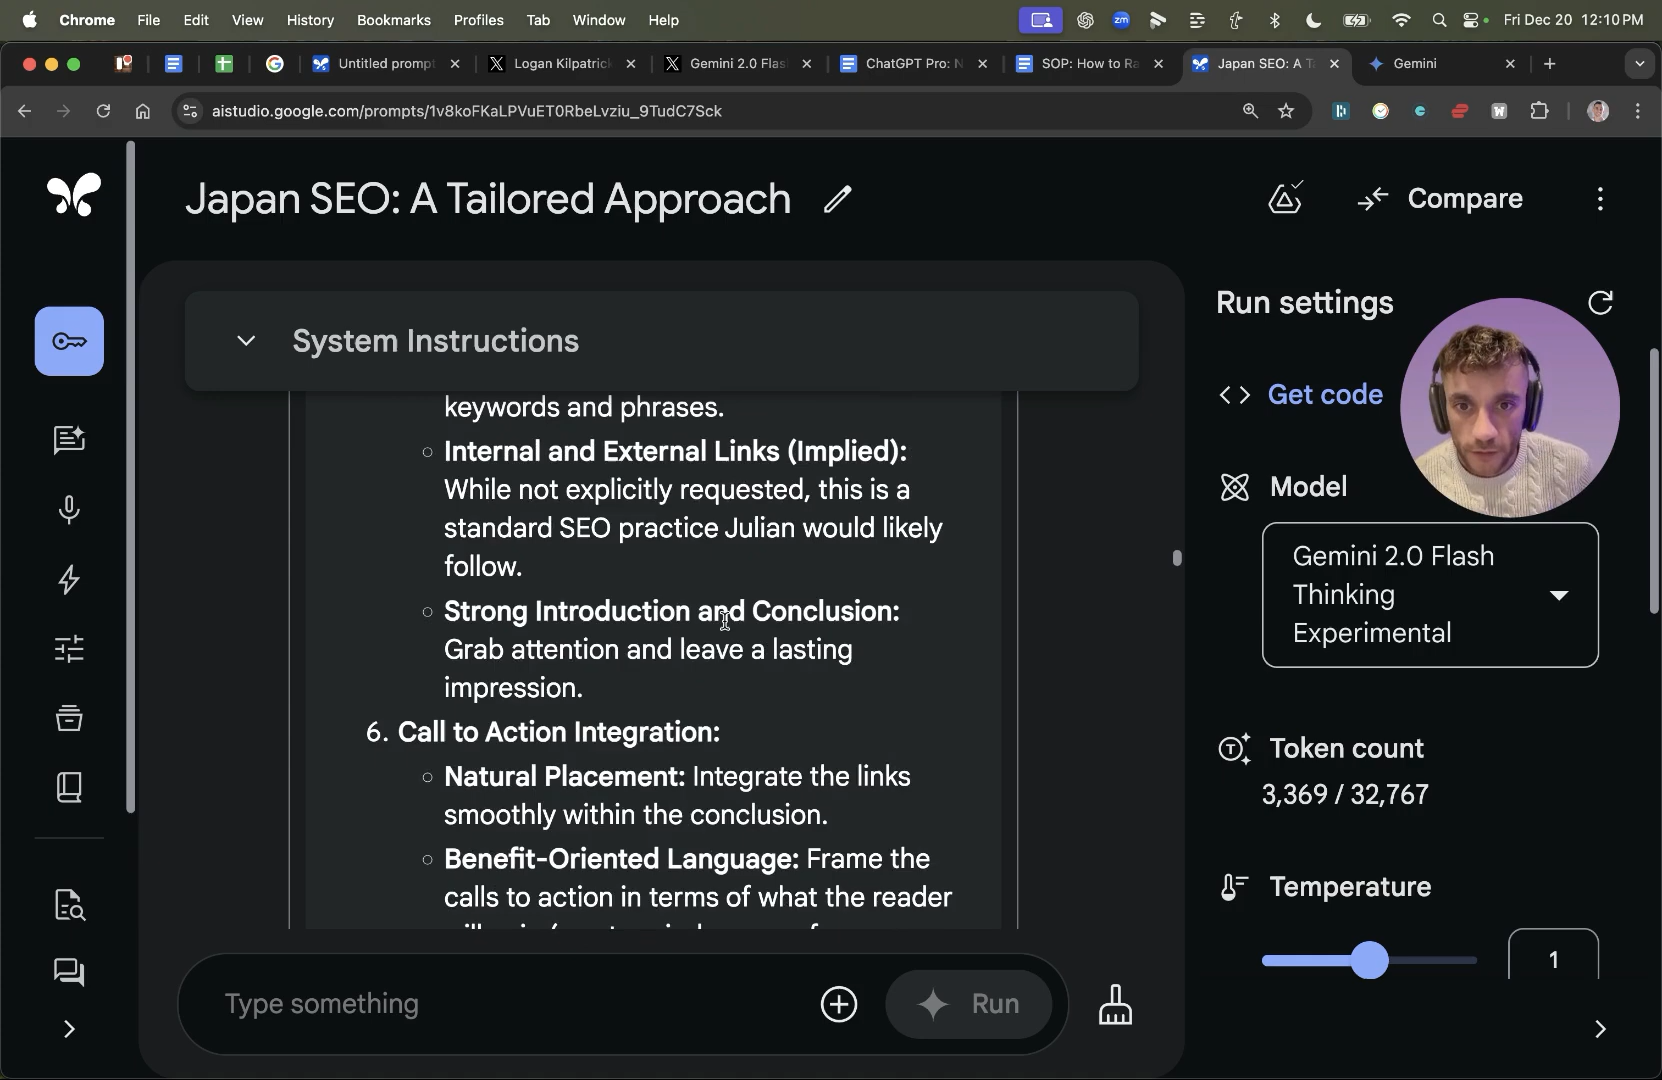 Chrome File Edit View History Bookmarks Profiles Tab Window Help zm Fri Dec 20 12:10 PM
Untitled prompt Logan Kilpatrick Gemini 2.0 Flas ChatGPT Pro: N SOP: How to Ra Japan SEO: A T Gemini
aistudio.google.com/prompts/1v8koFKaLPVuET0RbeLvziu_9TudC7Sck
Japan SEO: A Tailored Approach
Compare
System Instructions
keywords and phrases.
Internal and External Links (Implied):
While not explicitly requested, this is a
standard SEO practice Julian would likely
follow.
Strong Introduction and Conclusion:
Grab attention and leave a lasting
impression.
6. Call to Action Integration:
Natural Placement: Integrate the links
smoothly within the conclusion.
Benefit-Oriented Language: Frame the
calls to action in terms of what the reader
Type something
Run
Run settings
Get code
Model
Gemini 2.0 Flash
Thinking
Experimental
Token count
3,369 / 32,767
Temperature
1